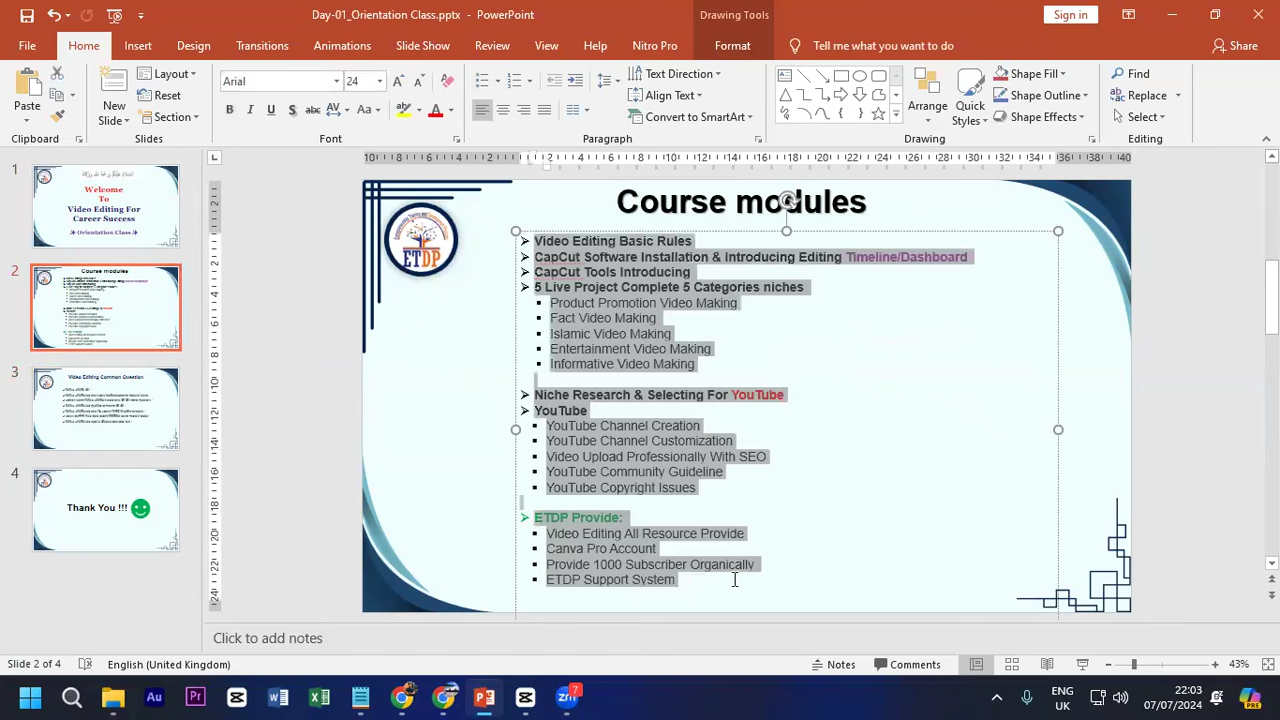 Day-01_Orientation Class.pptx - PowerPoint
Drawing Tools
Sign in
File
Home
Insert
Design
Transitions
Animations
Slide Show
Review
View
Help
Nitro Pro
Format
Tell me what you want to do
Share
Paste
Clipboard
New Slide
Layout
Reset
Section
Slides
Arial
24
Font
Text Direction
Align Text
Convert to SmartArt
Paragraph
Arrange
Quick Styles
Shape Fill
Shape Outline
Shape Effects
Drawing
Find
Replace
Select
Editing
1
Welcome
To
Video Editing For
Career Success
Orientation Class
2
Course modules
3
Video Editing Common Question
4
Thank You !!!
Course modules
ETDP
Video Editing Basic Rules
CapCut Software Installation & Introducing Editing Timeline/Dashboard
CapCut Tools Introducing
5 Live Project Complete 5 Categories niches
Product Promotion Video Making
Fact Video Making
Islamic Video Making
Entertainment Video Making
Informative Video Making
Niche Research & Selecting For YouTube
YouTube
YouTube Channel Creation
YouTube Channel Customization
Video Upload Professionally With SEO
YouTube Community Guideline
YouTube Copyright Issues
ETDP Provide:
Video Editing All Resource Provide
Canva Pro Account
Provide 1000 Subscriber Organically
ETDP Support System
Click to add notes
Slide 2 of 4
English (United Kingdom)
Notes
Comments
43%
ENG
UK
22:03
07/07/2024